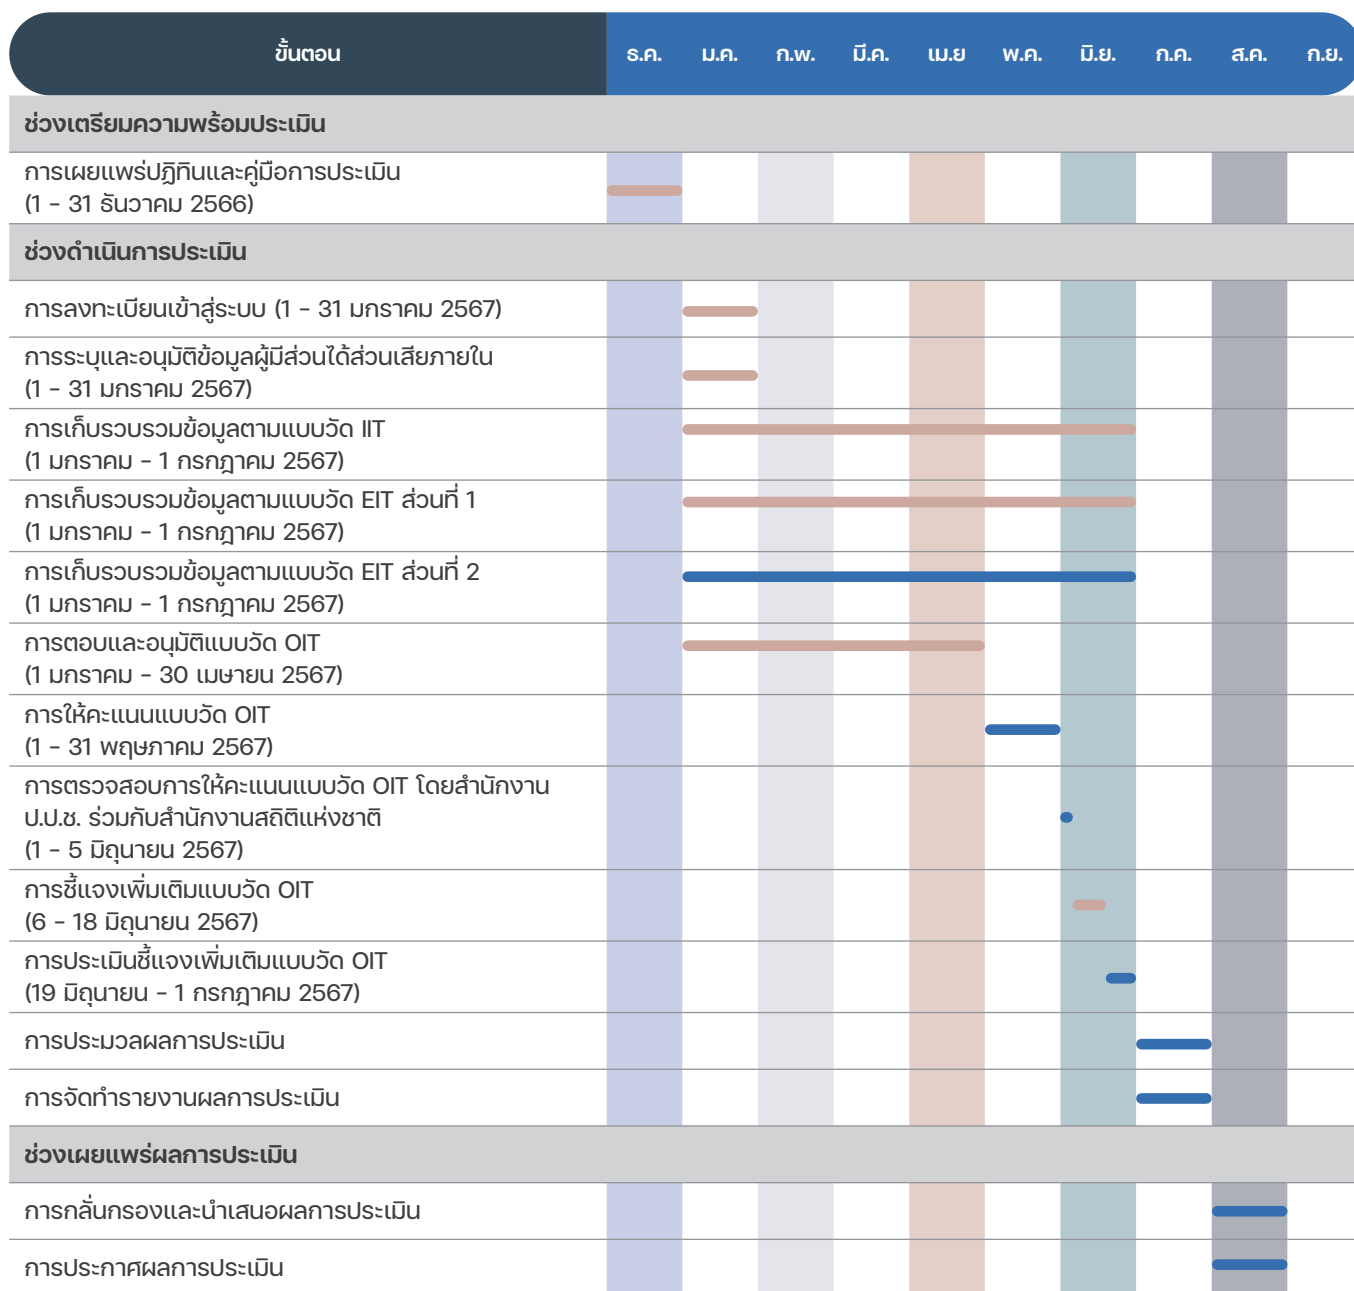 ขั้นตอน ธ.ค. ม.ค. ก.พ. มี.ค. เม.ย พ.ค. มิ.ย. ก.ค. ส.ค. ก.ย.
ช่วงเตรียมความพร้อมประเมิน
การเผยแพร่ปฏิทินและคู่มือการประเมิน
(1 - 31 ธันวาคม 2566)
ช่วงดำเนินการประเมิน
การลงทะเบียนเข้าสู่ระบบ (1 - 31 มกราคม 2567)
การระบุและอนุมัติข้อมูลผู้มีส่วนได้ส่วนเสียภายใน
(1 - 31 มกราคม 2567)
การเก็บรวบรวมข้อมูลตามแบบวัด IIT
(1 มกราคม - 1 กรกฎาคม 2567)
การเก็บรวบรวมข้อมูลตามแบบวัด EIT ส่วนที่ 1
(1 มกราคม - 1 กรกฎาคม 2567)
การเก็บรวบรวมข้อมูลตามแบบวัด EIT ส่วนที่ 2
(1 มกราคม - 1 กรกฎาคม 2567)
การตอบและอนุมัติแบบวัด OIT
(1 มกราคม - 30 เมษายน 2567)
การให้คะแนนแบบวัด OIT
(1 - 31 พฤษภาคม 2567)
การตรวจสอบการให้คะแนนแบบวัด OIT โดยสำนักงาน
ป.ป.ช. ร่วมกับสำนักงานสถิติแห่งชาติ
(1 - 5 มิถุนายน 2567)
การชี้แจงเพิ่มเติมแบบวัด OIT
(6 - 18 มิถุนายน 2567)
การประเมินชี้แจงเพิ่มเติมแบบวัด OIT
(19 มิถุนายน - 1 กรกฎาคม 2567)
การประมวลผลการประเมิน
การจัดทำรายงานผลการประเมิน
ช่วงเผยแพร่ผลการประเมิน
การกลั่นกรองและนำเสนอผลการประเมิน
การประกาศผลการประเมิน